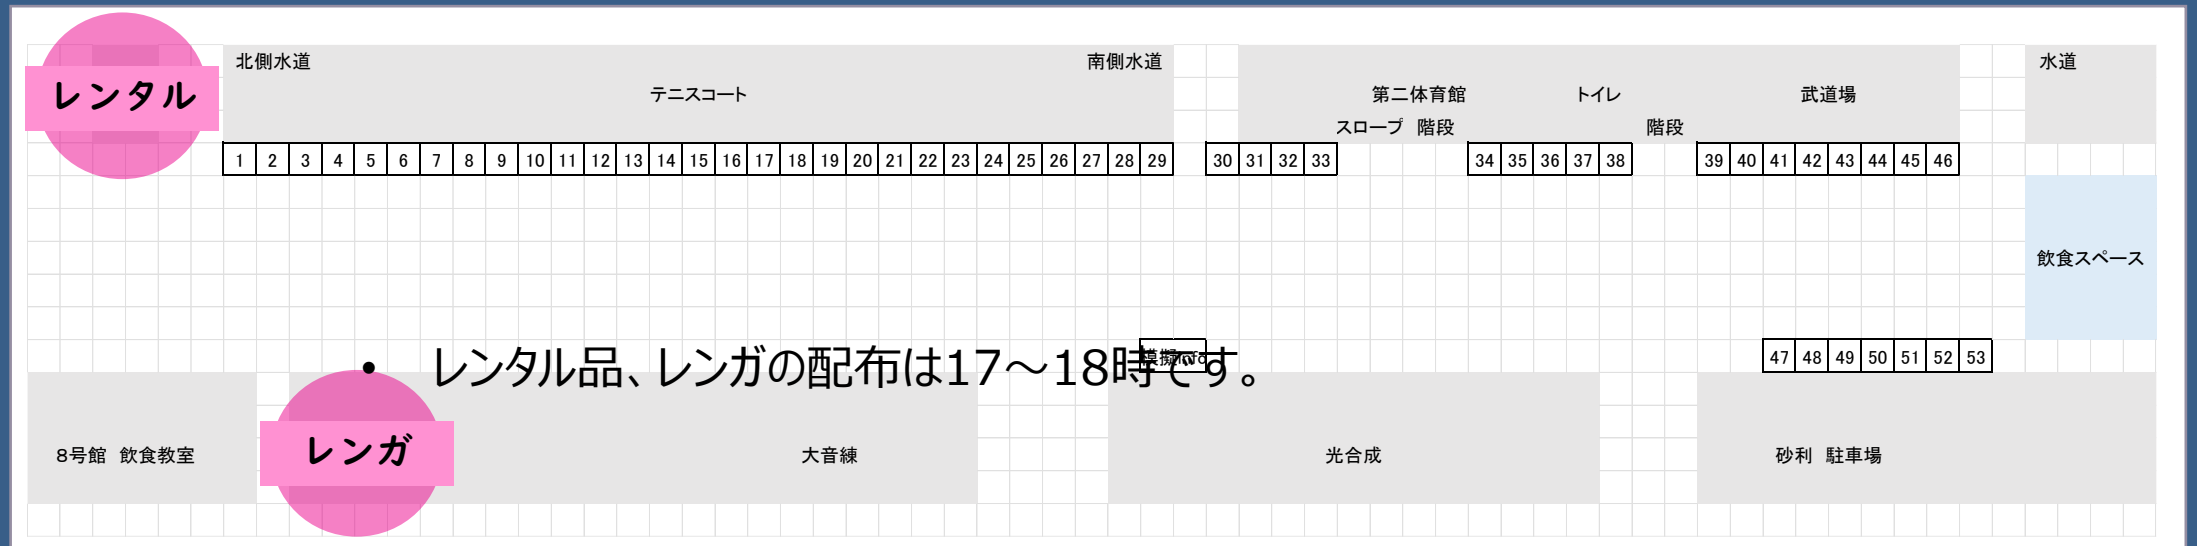 北側水道 南側水道 水道
レンタル テニスコート 第二体育館 トイレ 武道場
スロープ 階段 階段
1 2 3 4 5 6 7 8 9 10 11 12 13 14 15 16 17 18 19 20 21 22 23 24 25 26 27 28 29 30 31 32 33 34 35 36 37 38 39 40 41 42 43 44 45 46
飲食スペース
模擬info 47 48 49 50 51 52 53
• レンタル品、レンガの配布は17～18時です。
8号館 飲食教室 レンガ 大音練 光合成 砂利 駐車場